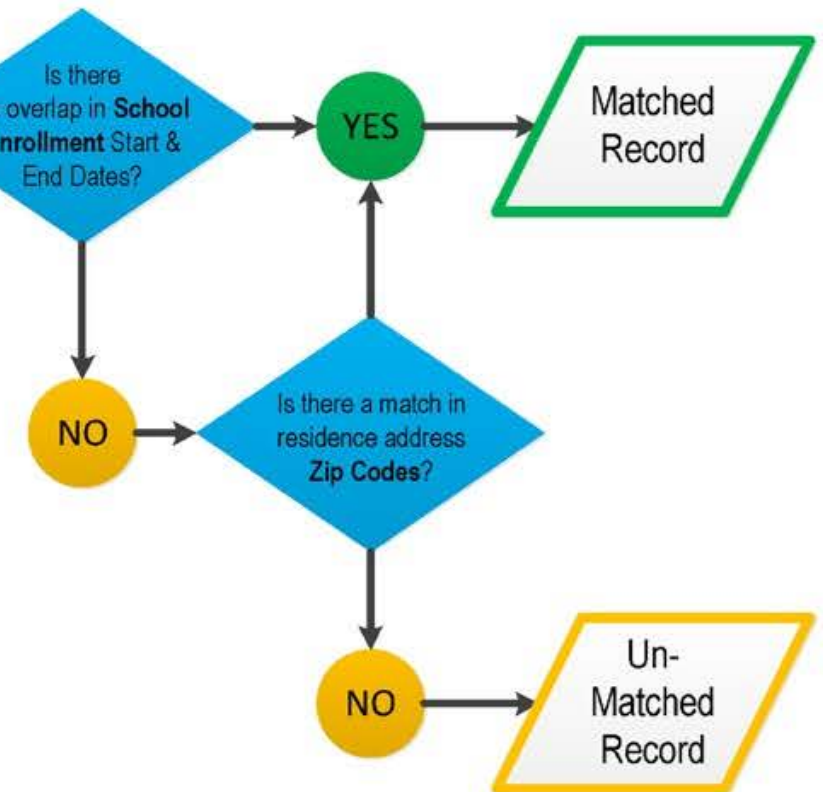 Is there
overlap in School
nrollment Start &
End Dates?
YES
Matched
Record
NO
Is there a match in
residence address
Zip Codes?
NO
Un-
Matched
Record